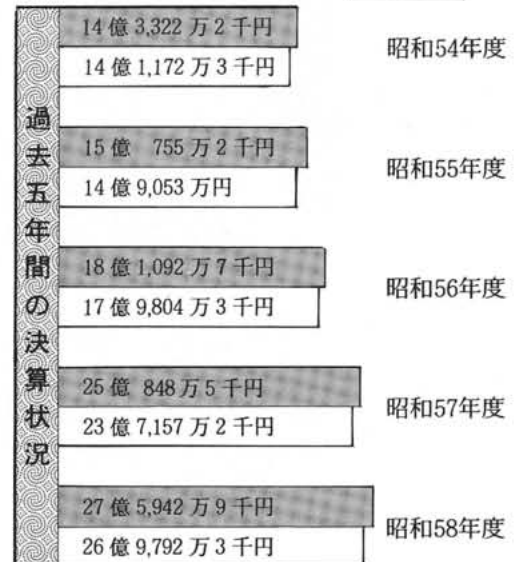 過去五年間の決算状況
14億3,322万2千円
14億1,172万3千円
昭和54年度
15億 755万2千円
14億9,053万円
昭和55年度
18億1,092万7千円
17億9,804万3千円
昭和56年度
25億 848万5千円
23億7,157万2千円
昭和57年度
27億5,942万9千円
26億9,792万3千円
昭和58年度